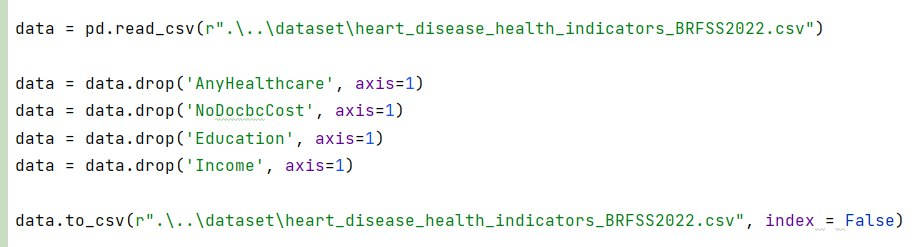 data = pd.read_csv(r".\..\dataset\heart_disease_health_indicators_BRFSS2022.csv")
data = data.drop('AnyHealthcare', axis=1)
data = data.drop('NoDocbcCost', axis=1)
data = data.drop('Education', axis=1)
data = data.drop('Income', axis=1)
data.to_csv(r".\..\dataset\heart_disease_health_indicators_BRFSS2022.csv", index = False)